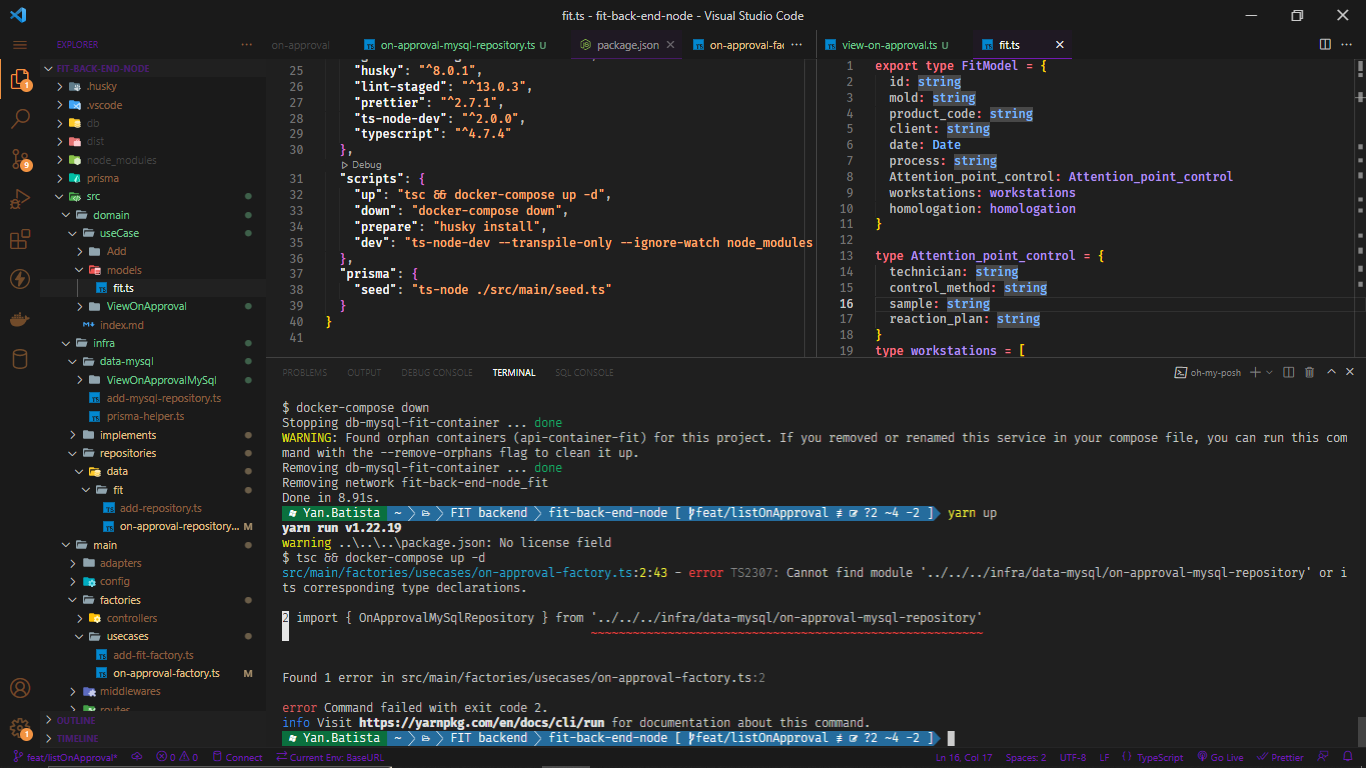 fit.ts - fit-back-end-node - Visual Studio Code
EXPLORER
FIT-BACK-END-NODE
.husky
.vscode
db
dist
node_modules
prisma
src
domain
useCase
Add
models
fit.ts
ViewOnApproval
index.md
infra
data-mysql
ViewOnApprovalMySql
add-mysql-repository.ts
prisma-helper.ts
implements
repositories
data
fit
add-repository.ts
on-approval-repository... M
main
adapters
config
factories
controllers
usecases
add-fit-factory.ts
on-approval-factory.ts M
middlewares
routes
OUTLINE
TIMELINE
on-approval
on-approval-mysql-repository.ts U
package.json
on-approval-fac
25 "husky": "^8.0.1",
26 "lint-staged": "^13.0.3",
27 "prettier": "^2.7.1",
28 "ts-node-dev": "^2.0.0",
29 "typescript": "^4.7.4"
30 },
Debug
31 "scripts": {
32 "up": "tsc && docker-compose up -d",
33 "down": "docker-compose down",
34 "prepare": "husky install",
35 "dev": "ts-node-dev --transpile-only --ignore-watch node_modules
36 },
37 "prisma": {
38 "seed": "ts-node ./src/main/seed.ts"
39 }
40 }
41
view-on-approval.ts U
fit.ts
1 export type FitModel = {
2 id: string
3 mold: string
4 product_code: string
5 client: string
6 date: Date
7 process: string
8 Attention_point_control: Attention_point_control
9 workstations: workstations
10 homologation: homologation
11 }
12
13 type Attention_point_control = {
14 technician: string
15 control_method: string
16 sample: string
17 reaction_plan: string
18 }
19 type workstations = [
PROBLEMS OUTPUT DEBUG CONSOLE TERMINAL SQL CONSOLE
oh-my-posh
$ docker-compose down
Stopping db-mysql-fit-container ... done
WARNING: Found orphan containers (api-container-fit) for this project. If you removed or renamed this service in your compose file, you can run this com
mand with the --remove-orphans flag to clean it up.
Removing db-mysql-fit-container ... done
Removing network fit-back-end-node_fit
Done in 8.91s.
Yan.Batista ~ FIT backend fit-back-end-node [ feat/listOnApproval ≢ ?2 ~4 -2 ] yarn up
yarn run v1.22.19
warning ..\..\..\package.json: No license field
$ tsc && docker-compose up -d
src/main/factories/usecases/on-approval-factory.ts:2:43 - error TS2307: Cannot find module '../../../infra/data-mysql/on-approval-mysql-repository' or i
ts corresponding type declarations.
2 import { OnApprovalMySqlRepository } from '../../../infra/data-mysql/on-approval-mysql-repository'
~~~~~~~~~~~~~~~~~~~~~~~~~~~~~~~~~~~~~~~~~~~~~~~~~~~~~~~
Found 1 error in src/main/factories/usecases/on-approval-factory.ts:2
error Command failed with exit code 2.
info Visit https://yarnpkg.com/en/docs/cli/run for documentation about this command.
Yan.Batista ~ FIT backend fit-back-end-node [ feat/listOnApproval ≢ ?2 ~4 -2 ]
feat/listOnApproval* 0 0 Connect Current Env: BaseURL Ln 16, Col 17 Spaces: 2 UTF-8 LF {} TypeScript Go Live Prettier